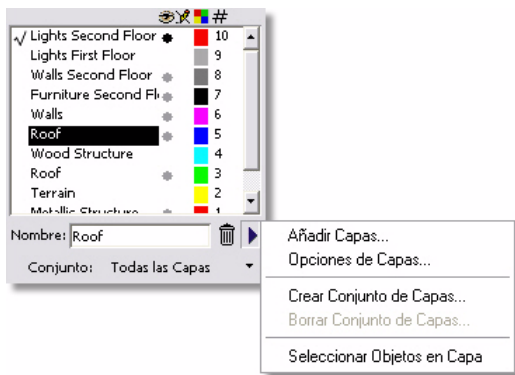 #
Lights Second Floor 10
Lights First Floor 9
Walls Second Floor 8
Furniture Second Fl 7
Walls 6
Roof 5
Wood Structure 4
Roof 3
Terrain 2
Metallic Structure 1
Nombre: Roof
Conjunto: Todas las Capas
Añadir Capas...
Opciones de Capas...
Crear Conjunto de Capas...
Borrar Conjunto de Capas...
Seleccionar Objetos en Capa